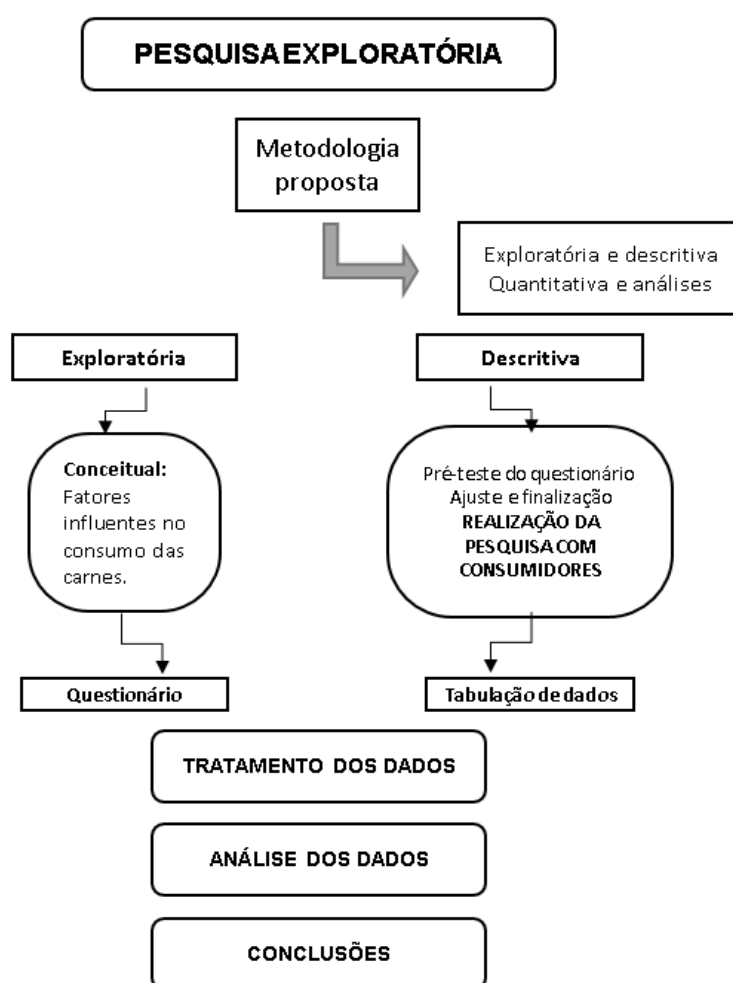 PESQUISA EXPLORATÓRIA
Metodologia
proposta
Exploratória e descritiva
Quantitativa e análises
Exploratória
Descritiva
Conceitual:
Fatores
influentes no
consumo das
carnes.
Pré-teste do questionário
Ajuste e finalização
REALIZAÇÃO DA
PESQUISA COM
CONSUMIDORES
Questionário
Tabulação de dados
TRATAMENTO DOS DADOS
ANÁLISE DOS DADOS
CONCLUSÕES